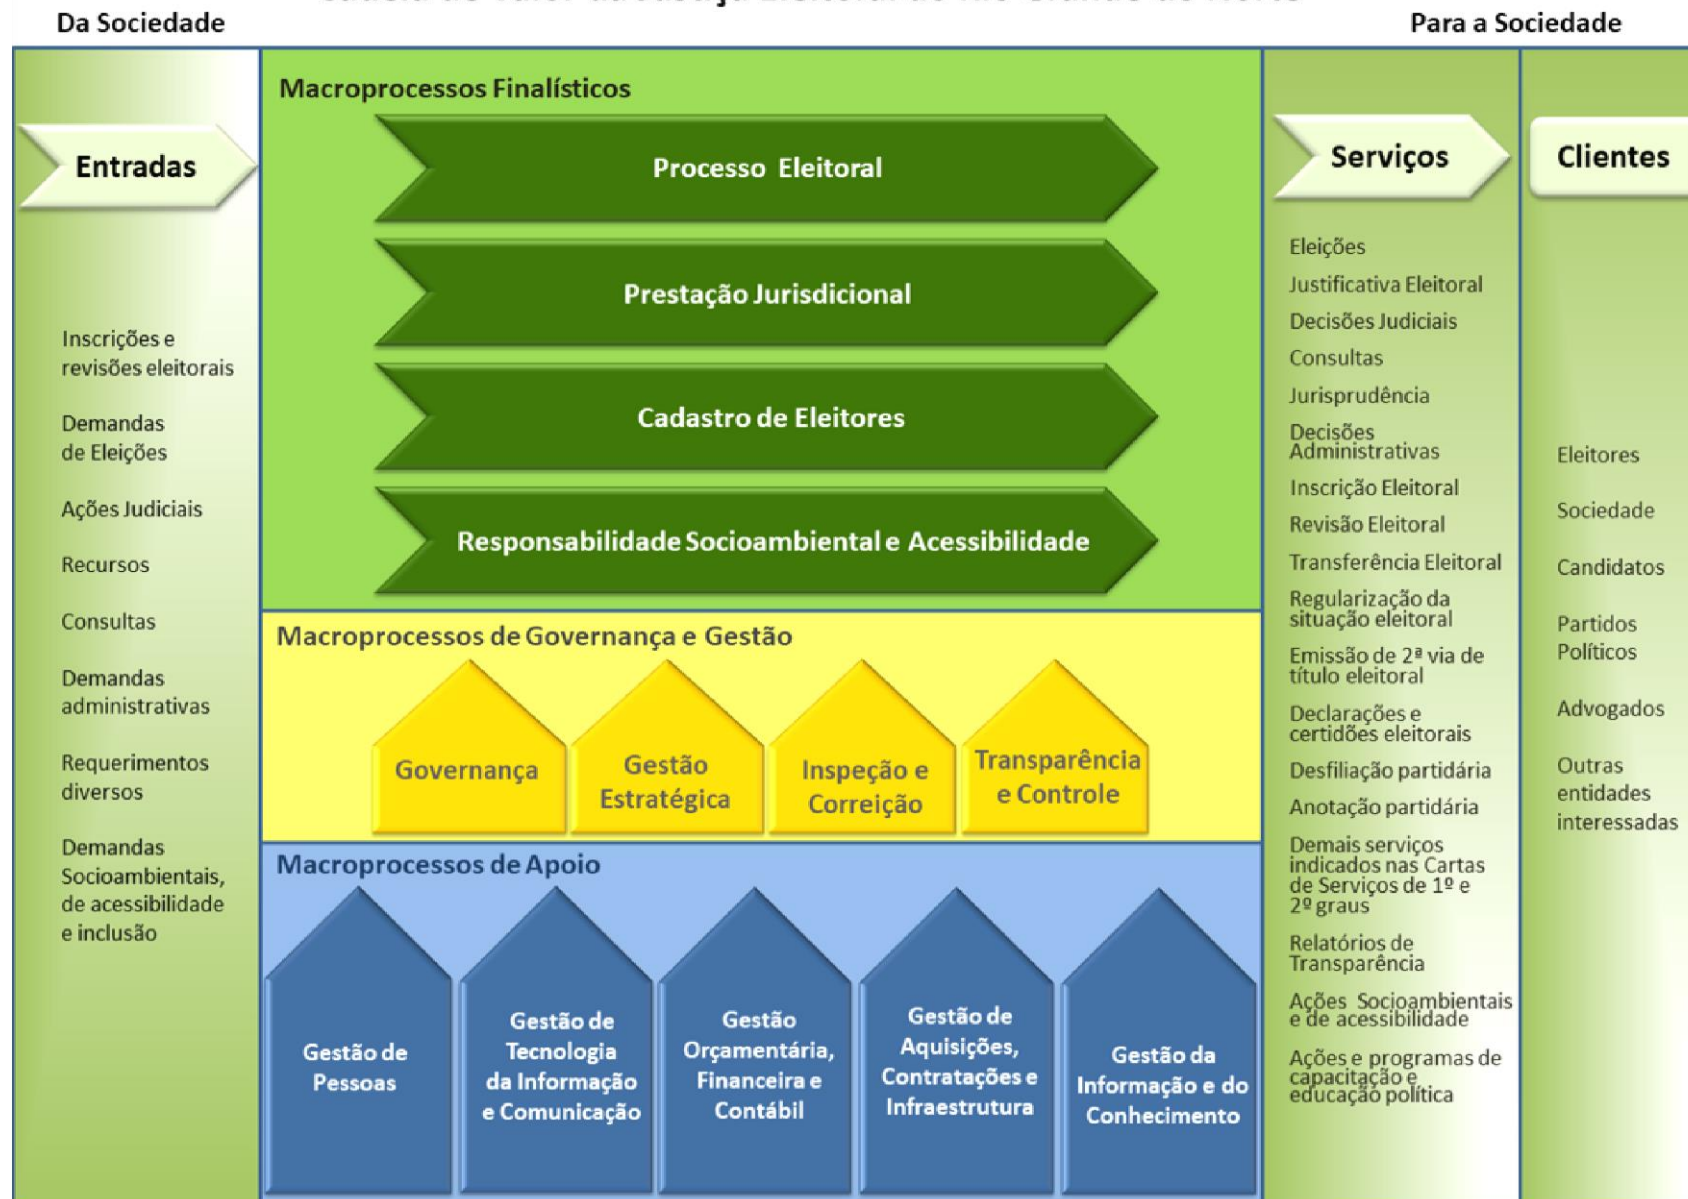 Da Sociedade
Para a Sociedade
Entradas
Inscrições e
revisões eleitorais
Demandas
de Eleições
Ações Judiciais
Recursos
Consultas
Demandas
administrativas
Requerimentos
diversos
Demandas
Socioambientais,
de acessibilidade
e inclusão
Macroprocessos Finalísticos
Processo Eleitoral
Prestação Jurisdicional
Cadastro de Eleitores
Responsabilidade Socioambiental e Acessibilidade
Macroprocessos de Governança e Gestão
Governança
Gestão
Estratégica
Inspeção e
Correição
Transparência
e Controle
Macroprocessos de Apoio
Gestão de
Pessoas
Gestão de
Tecnologia
da Informação
e Comunicação
Gestão
Orçamentária,
Financeira e
Contábil
Gestão de
Aquisições,
Contratações e
Infraestrutura
Gestão da
Informação e do
Conhecimento
Serviços
Eleições
Justificativa Eleitoral
Decisões Judiciais
Consultas
Jurisprudência
Decisões
Administrativas
Inscrição Eleitoral
Revisão Eleitoral
Transferência Eleitoral
Regularização da
situação eleitoral
Emissão de 2ª via de
título eleitoral
Declarações e
certidões eleitorais
Desfiliação partidária
Anotação partidária
Demais serviços
indicados nas Cartas
de Serviços de 1º e
2º graus
Relatórios de
Transparência
Ações Socioambientais
e de acessibilidade
Ações e programas de
capacitação e
educação política
Clientes
Eleitores
Sociedade
Candidatos
Partidos
Políticos
Advogados
Outras
entidades
interessadas